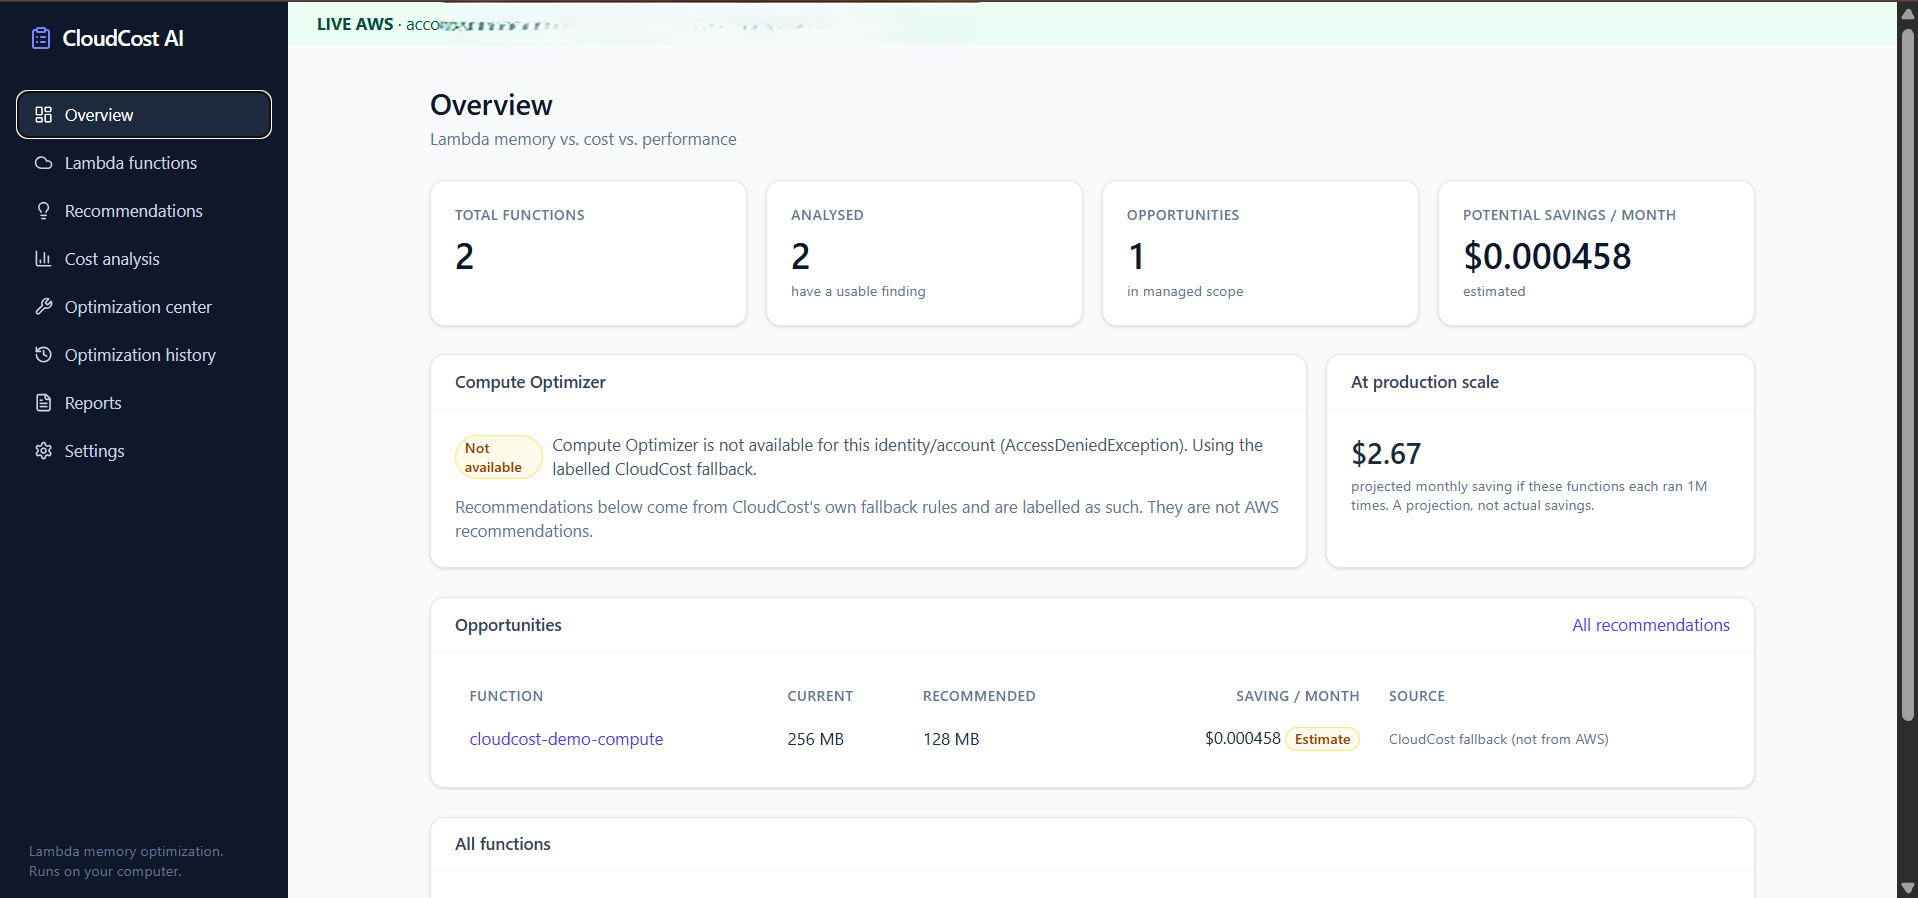 CloudCost AI
LIVE AWS ·
Overview
Lambda functions
Recommendations
Cost analysis
Optimization center
Optimization history
Reports
Settings
Lambda memory optimization.
Runs on your computer.
Overview
Lambda memory vs. cost vs. performance
TOTAL FUNCTIONS
2
ANALYSED
2
have a usable finding
OPPORTUNITIES
1
in managed scope
POTENTIAL SAVINGS / MONTH
$0.000458
estimated
Compute Optimizer
Not
available
Compute Optimizer is not available for this identity/account (AccessDeniedException). Using the
labelled CloudCost fallback.
Recommendations below come from CloudCost's own fallback rules and are labelled as such. They are not AWS
recommendations.
At production scale
$2.67
projected monthly saving if these functions each ran 1M
times. A projection, not actual savings.
Opportunities
All recommendations
FUNCTION CURRENT RECOMMENDED SAVING / MONTH SOURCE
cloudcost-demo-compute 256 MB 128 MB $0.000458 Estimate CloudCost fallback (not from AWS)
All functions